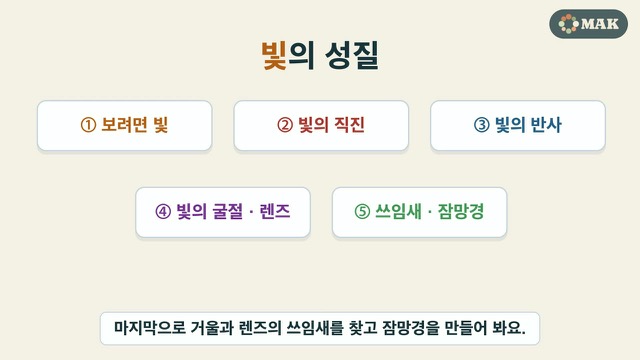 MAK
빛의 성질
① 보려면 빛
② 빛의 직진
③ 빛의 반사
④ 빛의 굴절 · 렌즈
⑤ 쓰임새 · 잠망경
마지막으로 거울과 렌즈의 쓰임새를 찾고 잠망경을 만들어 봐요.